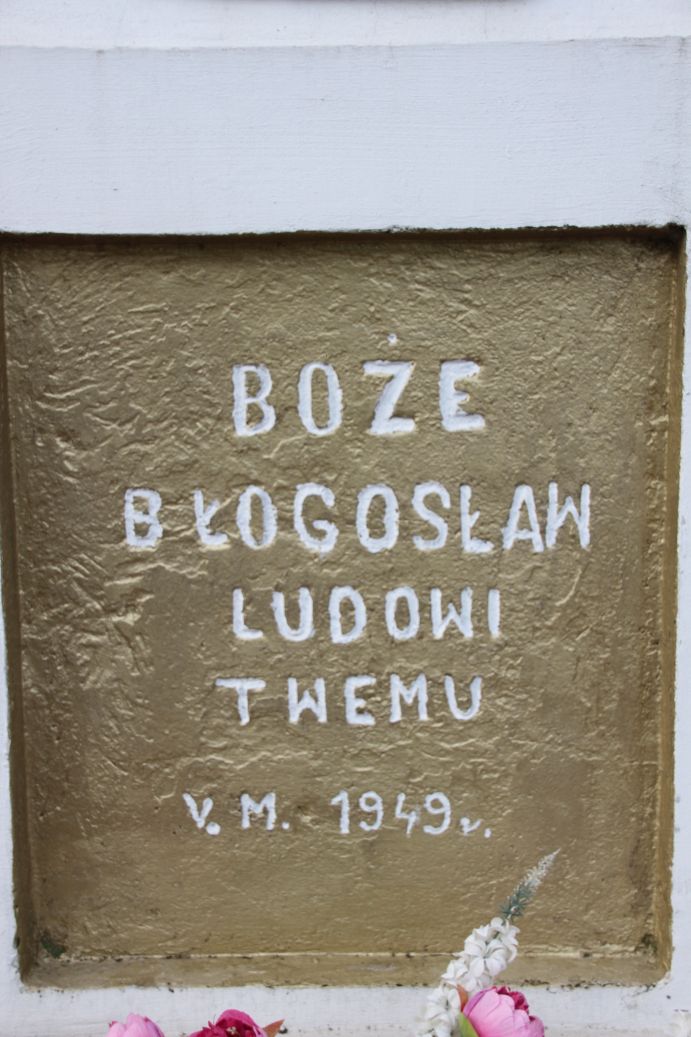 BOŻE
BŁOGOSŁAW
LUDOWI
TWEMU
V. M. 1949 r.